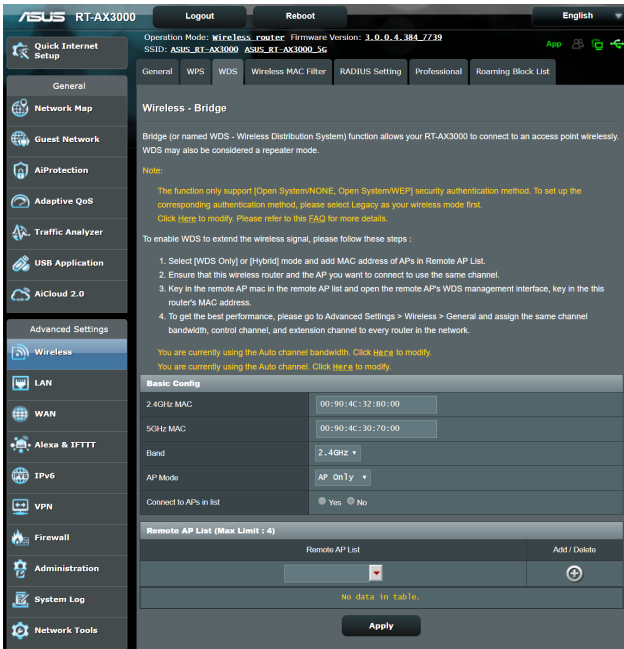 ASUS RT-AX3000 Logout Reboot English
Quick Internet Setup
General
Network Map
Guest Network
AiProtection
Adaptive QoS
Traffic Analyzer
USB Application
AiCloud 2.0
Advanced Settings
Wireless
LAN
WAN
Alexa & IFTTT
IPv6
VPN
Firewall
Administration
System Log
Network Tools
Operation Mode: Wireless router Firmware Version: 3.0.0.4.384_7739
SSID: ASUS_RT-AX3000 ASUS_RT-AX3000_5G
App
General WPS WDS Wireless MAC Filter RADIUS Setting Professional Roaming Block List
Wireless - Bridge
Bridge (or named WDS - Wireless Distribution System) function allows your RT-AX3000 to connect to an access point wirelessly.
WDS may also be considered a repeater mode.
Note:
The function only support [Open System/NONE, Open System/WEP] security authentication method. To set up the
corresponding authentication method, please select Legacy as your wireless mode first.
Click Here to modify. Please refer to this FAQ for more details.
To enable WDS to extend the wireless signal, please follow these steps :
1. Select [WDS Only] or [Hybrid] mode and add MAC address of APs in Remote AP List.
2. Ensure that this wireless router and the AP you want to connect to use the same channel.
3. Key in the remote AP mac in the remote AP list and open the remote AP's WDS management interface, key in the this
router's MAC address.
4. To get the best performance, please go to Advanced Settings > Wireless > General and assign the same channel
bandwidth, control channel, and extension channel to every router in the network.
You are currently using the Auto channel bandwidth. Click Here to modify.
You are currently using the Auto channel. Click Here to modify.
Basic Config
2.4GHz MAC 00:90:4C:32:80:00
5GHz MAC 00:90:4C:30:70:00
Band 2.4GHz
AP Mode AP Only
Connect to APs in list Yes No
Remote AP List (Max Limit : 4)
Remote AP List Add / Delete
No data in table.
Apply